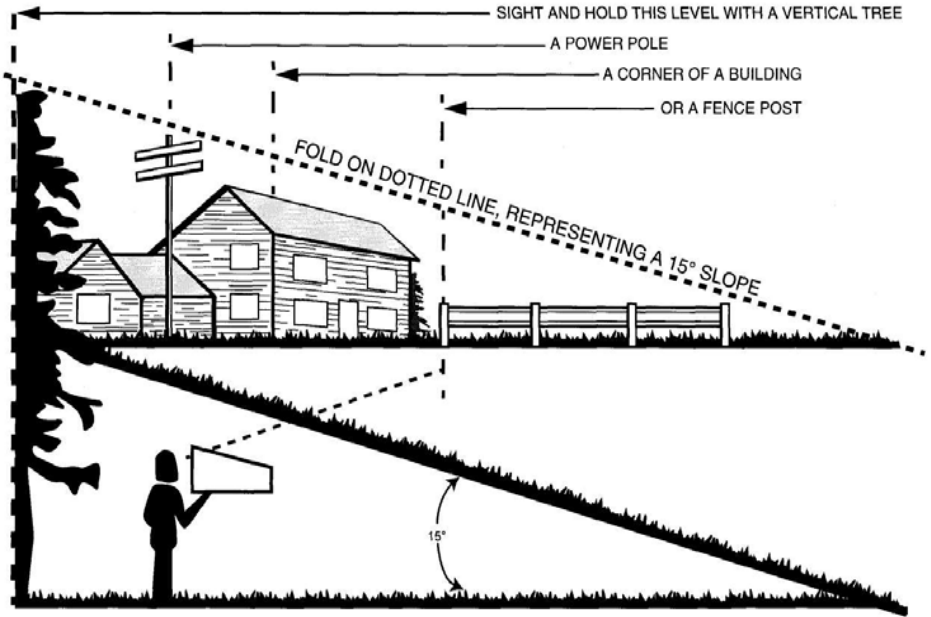 SIGHT AND HOLD THIS LEVEL WITH A VERTICAL TREE
A POWER POLE
A CORNER OF A BUILDING
OR A FENCE POST
FOLD ON DOTTED LINE, REPRESENTING A 15° SLOPE
15°